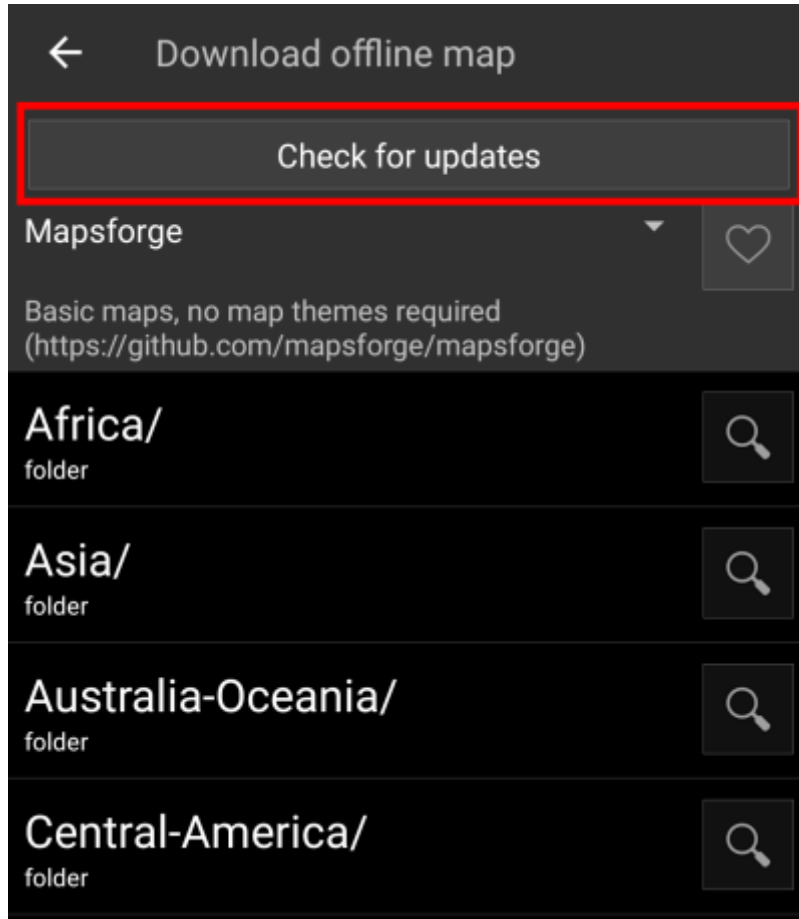 Download offline map
Check for updates
Mapsforge
Basic maps, no map themes required
(https://github.com/mapsforge/mapsforge)
Africa/
folder
Asia/
folder
Australia-Oceania/
folder
Central-America/
folder